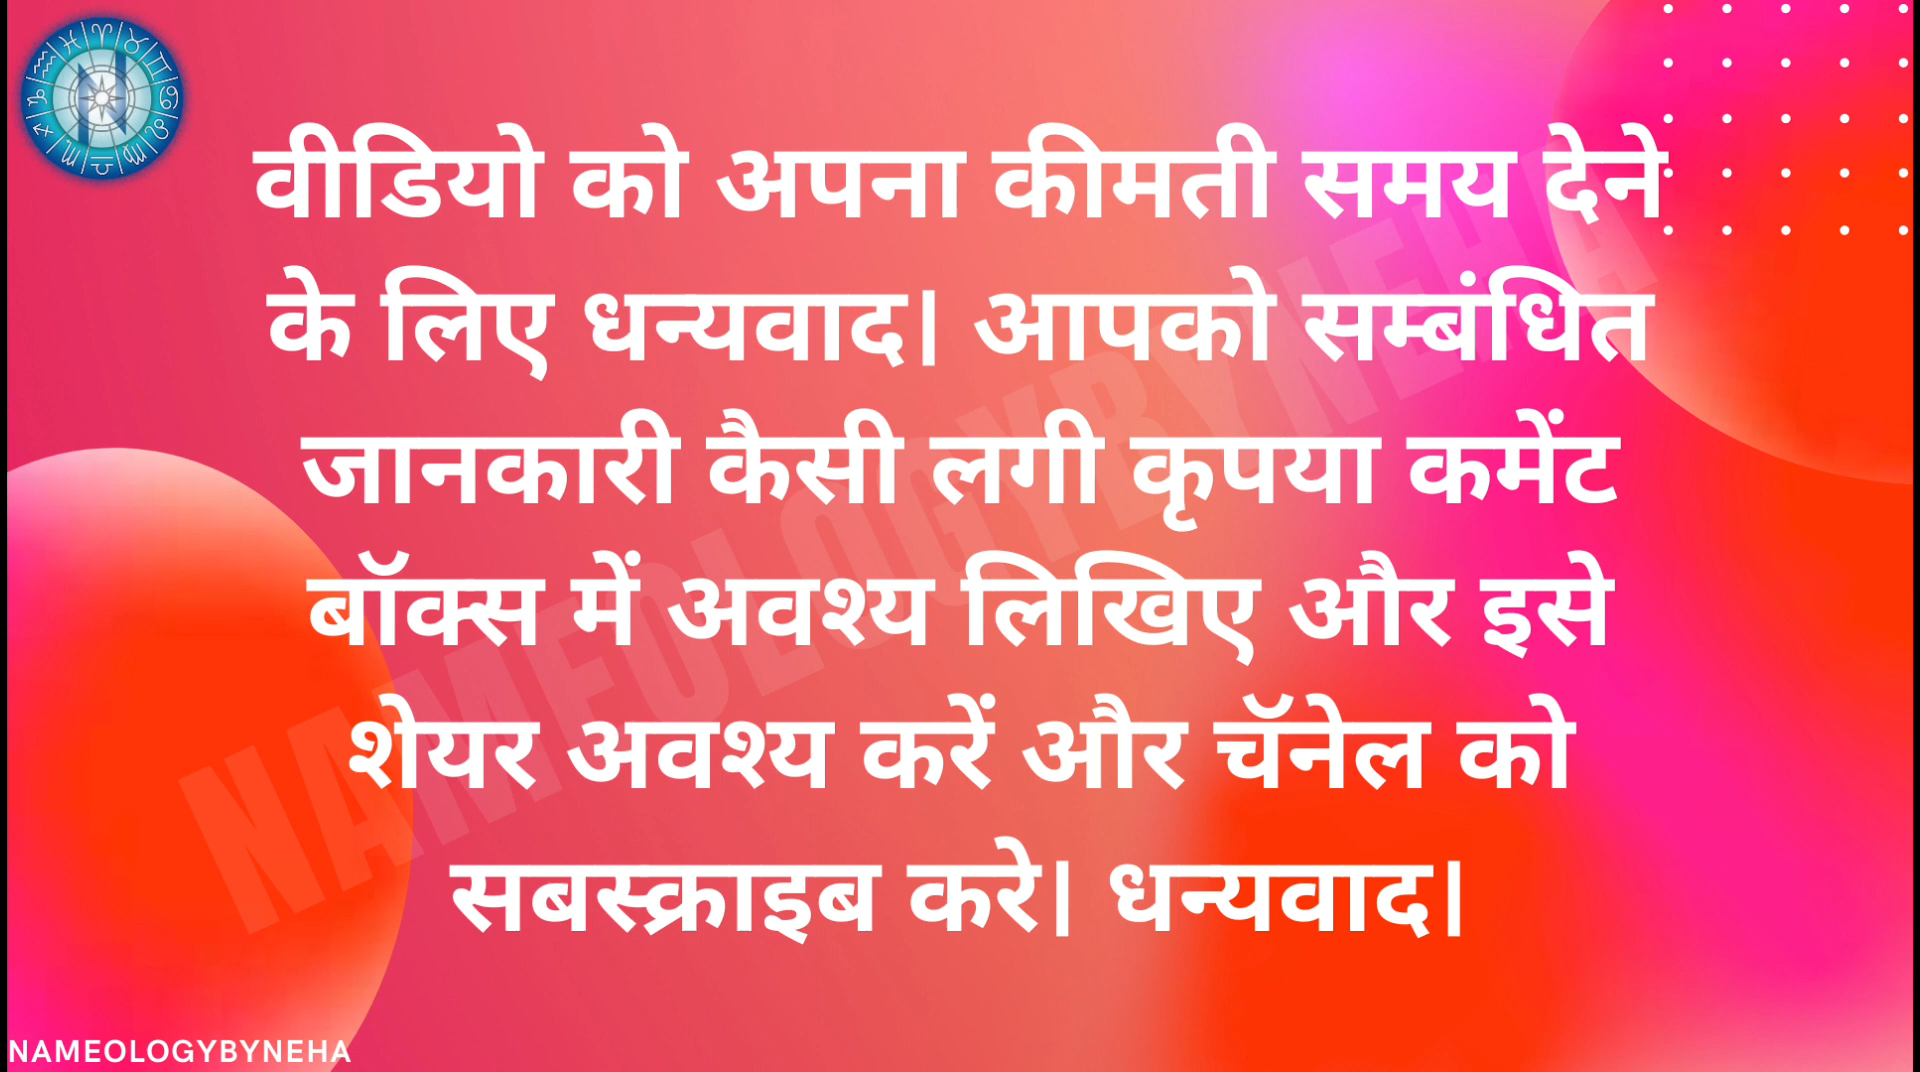 वीडियो को अपना कीमती समय देने
के लिए धन्यवाद। आपको सम्बंधित
जानकारी कैसी लगी कृपया कमेंट
बॉक्स में अवश्य लिखिए और इसे
शेयर अवश्य करें और चॅनेल को
सबस्क्राइब करे। धन्यवाद।
NAMEOLOGYBYNEHA
NAMEOLOGYBYNEHA